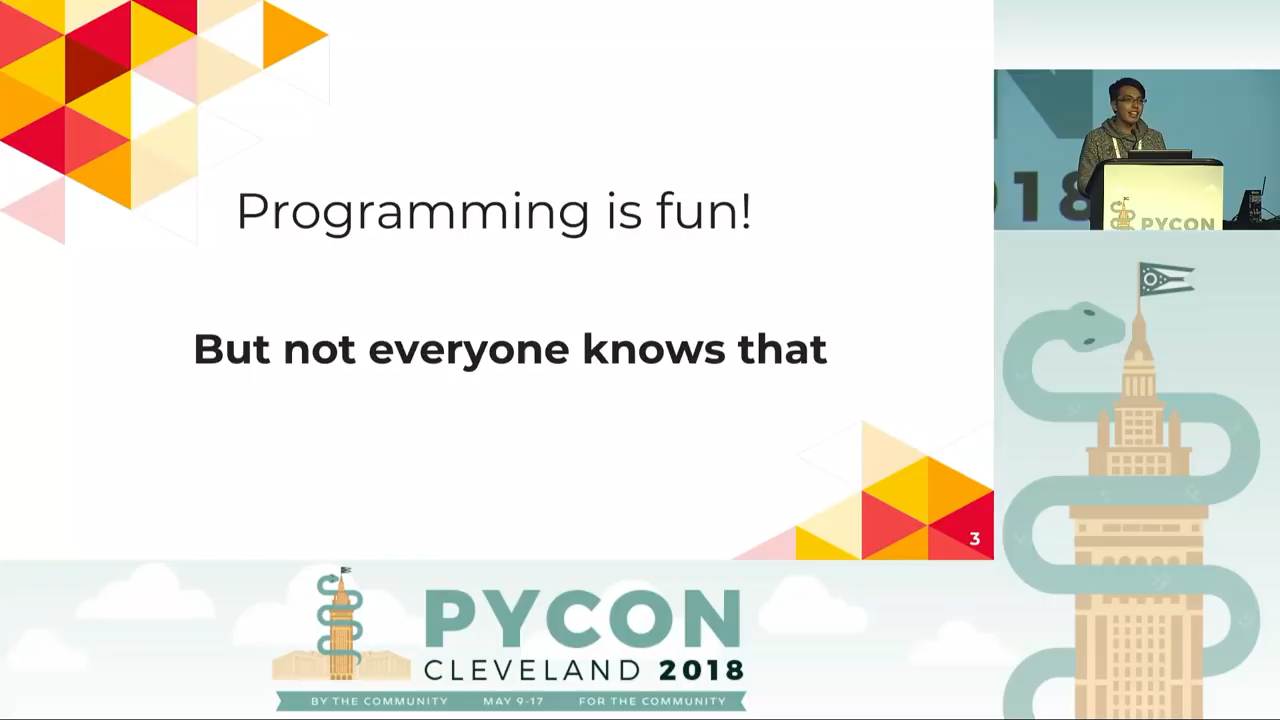 Programming is fun!
But not everyone knows that
3
18
PYCON
PYCON
CLEVELAND 2018
BY THE COMMUNITY MAY 9-17 FOR THE COMMUNITY